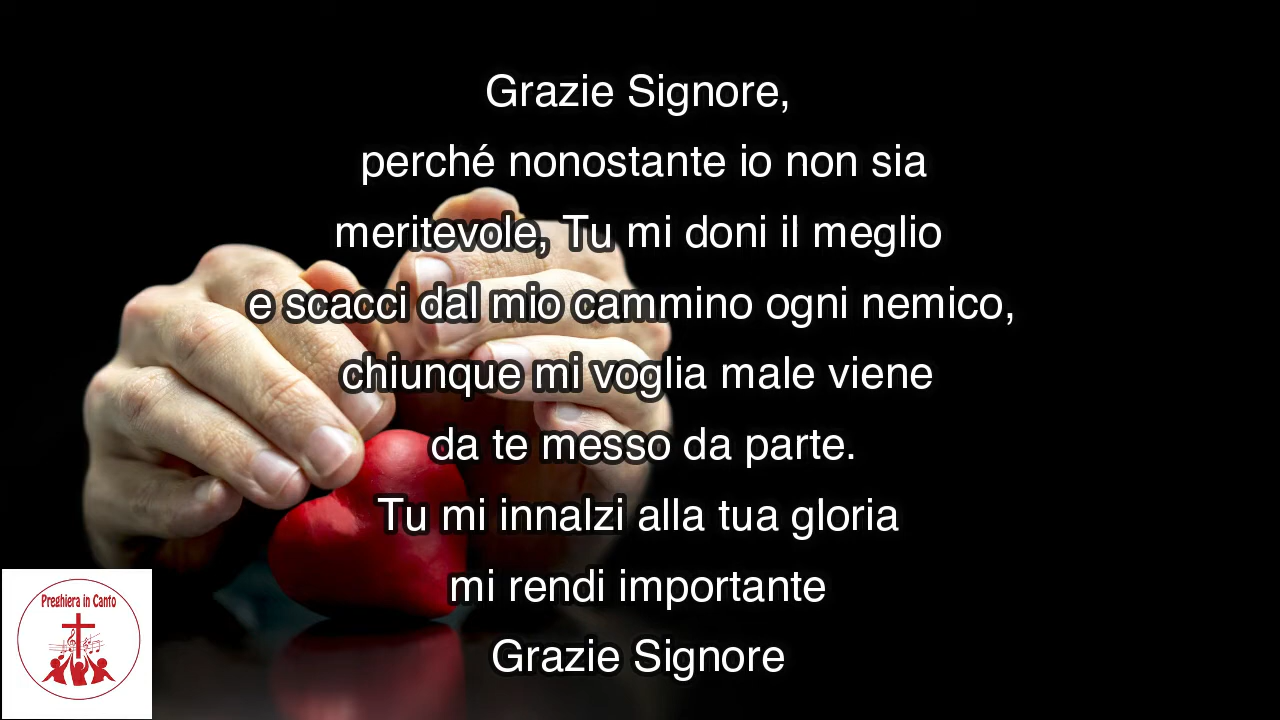 Grazie Signore,
perché nonostante io non sia
meritevole, Tu mi doni il meglio
e scacci dal mio cammino ogni nemico,
chiunque mi voglia male viene
da te messo da parte.
Tu mi innalzi alla tua gloria
mi rendi importante
Grazie Signore
Preghiera in Canto